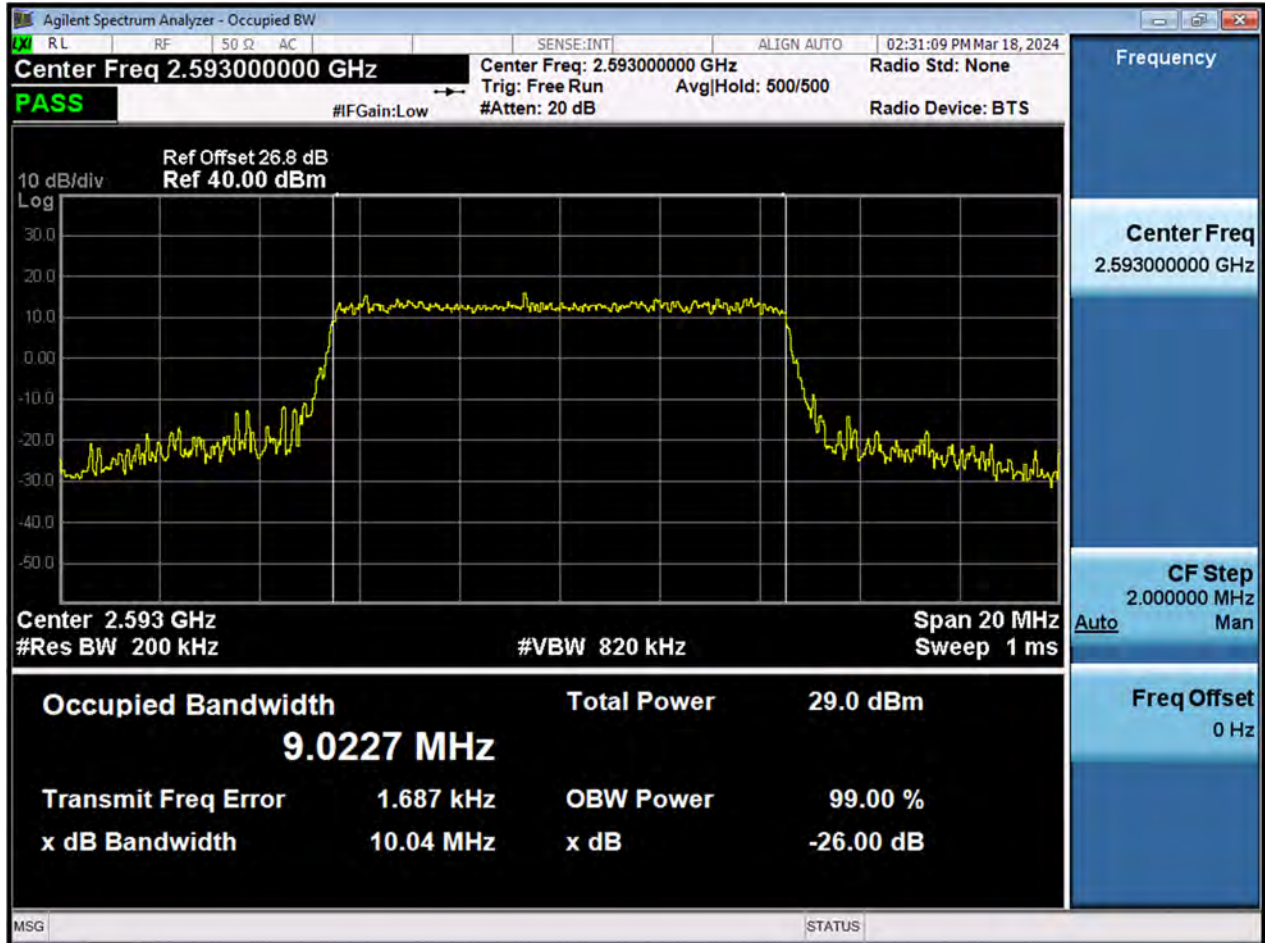 Agilent Spectrum Analyzer - Occupied BW
LXI RL RF 50 Ω AC SENSE:INT ALIGN AUTO 02:31:09 PM Mar 18, 2024
Center Freq 2.593000000 GHz
Center Freq: 2.593000000 GHz Radio Std: None
Trig: Free Run Avg|Hold: 500/500
PASS
#IFGain:Low #Atten: 20 dB Radio Device: BTS
Ref Offset 26.8 dB
10 dB/div Ref 40.00 dBm
Log
30.0
20.0
10.0
0.00
-10.0
-20.0
-30.0
-40.0
-50.0
Center 2.593 GHz Span 20 MHz
#Res BW 200 kHz #VBW 820 kHz Sweep 1 ms
Occupied Bandwidth Total Power 29.0 dBm
9.0227 MHz
Transmit Freq Error 1.687 kHz OBW Power 99.00 %
x dB Bandwidth 10.04 MHz x dB -26.00 dB
MSG STATUS
Frequency
Center Freq
2.593000000 GHz
CF Step
2.000000 MHz
Auto Man
Freq Offset
0 Hz